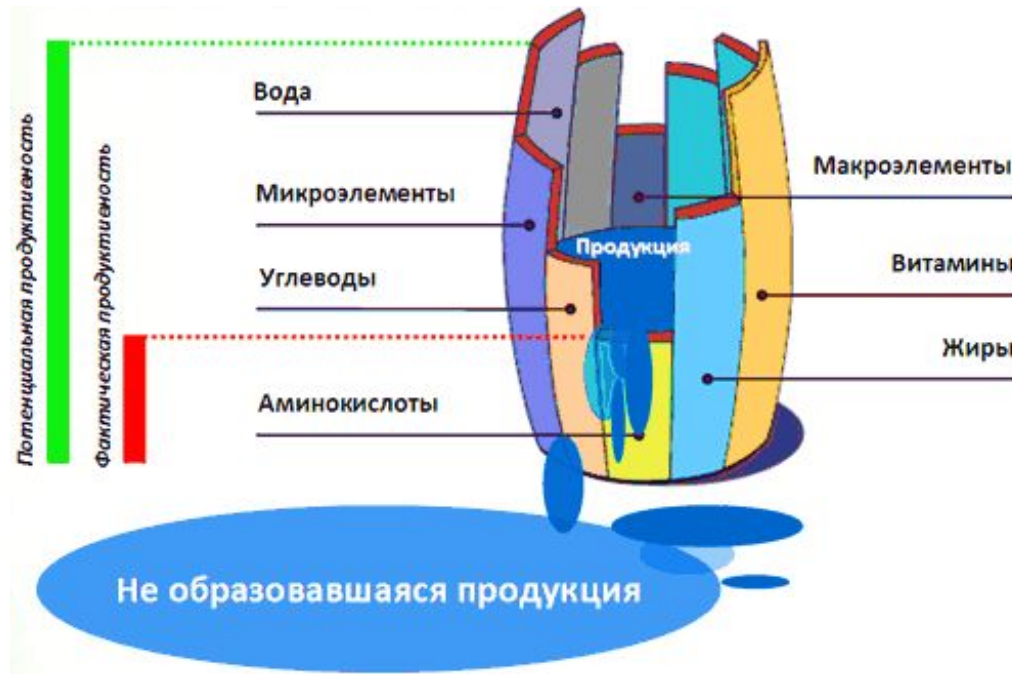 Потенциальная продуктивность
Фактическая продуктивность
Вода
Микроэлементы
Углеводы
Аминокислоты
Продукция
Макроэлементы
Витамины
Жиры
Не образовавшаяся продукция